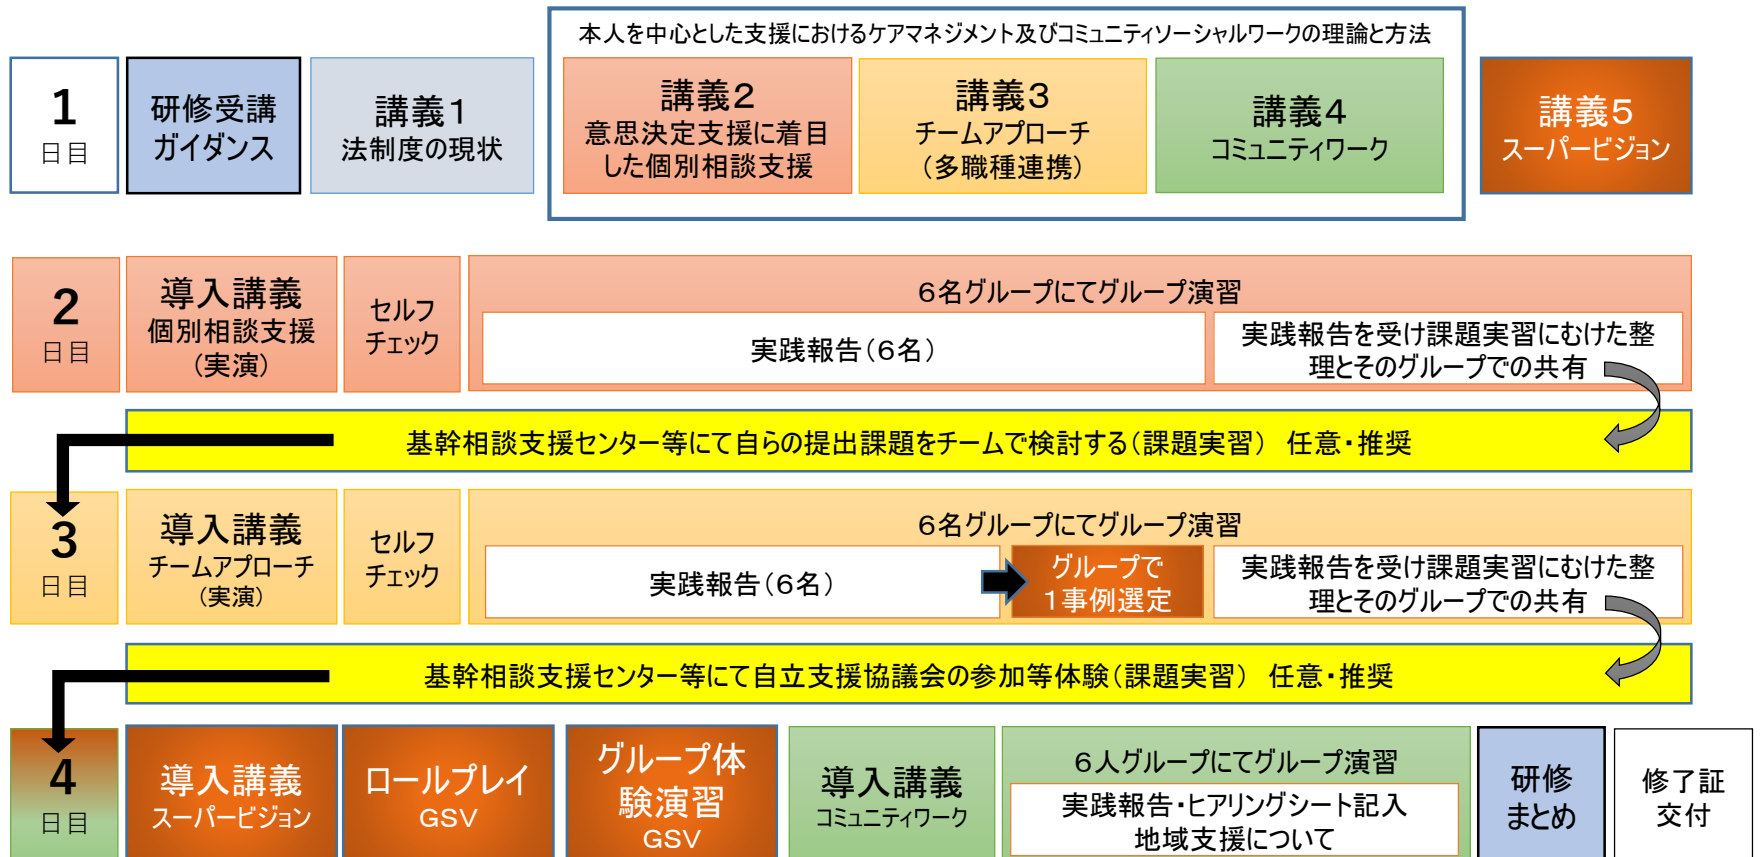 本人を中心とした支援におけるケアマネジメント及びコミュニティソーシャルワークの理論と方法
1
日目
研修受講
ガイダンス
講義1
法制度の現状
講義2
意思決定支援に着目
した個別相談支援
講義3
チームアプローチ
(多職種連携)
講義4
コミュニティワーク
講義5
スーパービジョン
2
日目
導入講義
個別相談支援
(実演)
セルフ
チェック
6名グループにてグループ演習
実践報告(6名)
実践報告を受け課題実習にむけた整
理とそのグループでの共有
基幹相談支援センター等にて自らの提出課題をチームで検討する(課題実習) 任意・推奨
3
日目
導入講義
チームアプローチ
(実演)
セルフ
チェック
6名グループにてグループ演習
実践報告(6名)
グループで
1事例選定
実践報告を受け課題実習にむけた整
理とそのグループでの共有
基幹相談支援センター等にて自立支援協議会の参加等体験(課題実習) 任意・推奨
4
日目
導入講義
スーパービジョン
ロールプレイ
GSV
グループ体
験演習
GSV
導入講義
コミュニティワーク
6人グループにてグループ演習
実践報告・ヒアリングシート記入
地域支援について
研修
まとめ
修了証
交付